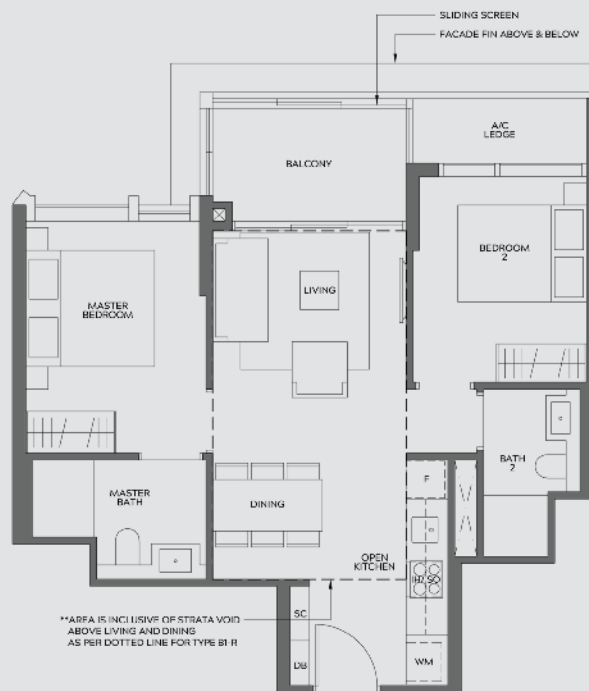 SLIDING SCREEN
FACADE FIN ABOVE & BELOW
A/C
LEDGE
BALCONY
BEDROOM
2
LIVING
MASTER
BEDROOM
BATH
2
F
MASTER
BATH
DINING
OPEN
KITCHEN
IH/ SO
SC
**AREA IS INCLUSIVE OF STRATA VOID
ABOVE LIVING AND DINING
AS PER DOTTED LINE FOR TYPE B1-R
DB
WM